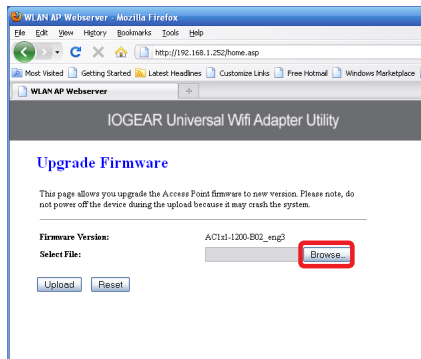 WLAN AP Webserver - Mozilla Firefox
File Edit View History Bookmarks Tools Help
http://192.168.1.252/home.asp
Most Visited Getting Started Latest Headlines Customize Links Free Hotmail Windows Marketplace
WLAN AP Webserver
IOGEAR Universal Wifi Adapter Utility
Upgrade Firmware
This page allows you upgrade the Access Point firmware to new version. Please note, do
not power off the device during the upload because it may crash the system.
Firmware Version: AC1x1-1200-B02_eng3
Select File: Browse..
Upload Reset